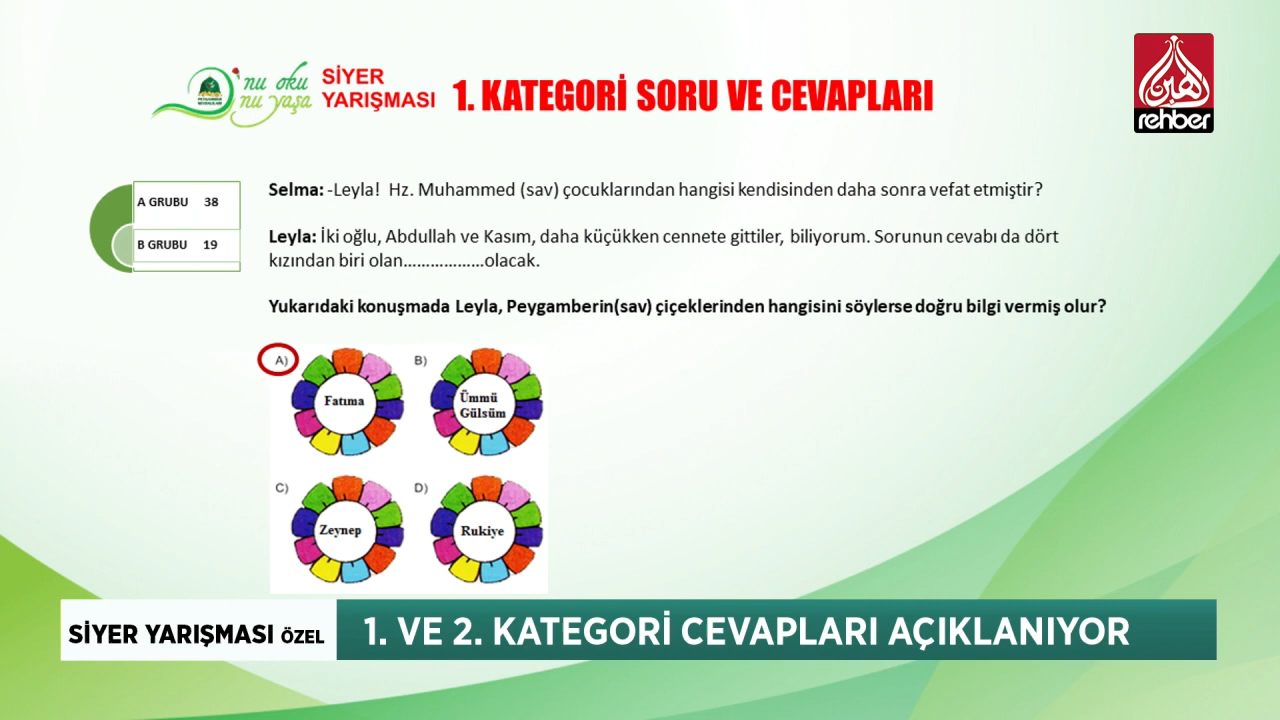 nu oku
nu yaşa
SİYER
YARIŞMASI
1. KATEGORİ SORU VE CEVAPLARI
rehber
A GRUBU 38
B GRUBU 19
Selma: -Leyla! Hz. Muhammed (sav) çocuklarından hangisi kendisinden daha sonra vefat etmiştir?
Leyla: İki oğlu, Abdullah ve Kasım, daha küçükken cennete gittiler, biliyorum. Sorunun cevabı da dört
kızından biri olan………………olacak.
Yukarıdaki konuşmada Leyla, Peygamberin(sav) çiçeklerinden hangisini söylerse doğru bilgi vermiş olur?
A)
Fatıma
B)
Ümmü
Gülsüm
C)
Zeynep
D)
Rukiye
SİYER YARIŞMASI ÖZEL
1. VE 2. KATEGORİ CEVAPLARI AÇIKLANIYOR